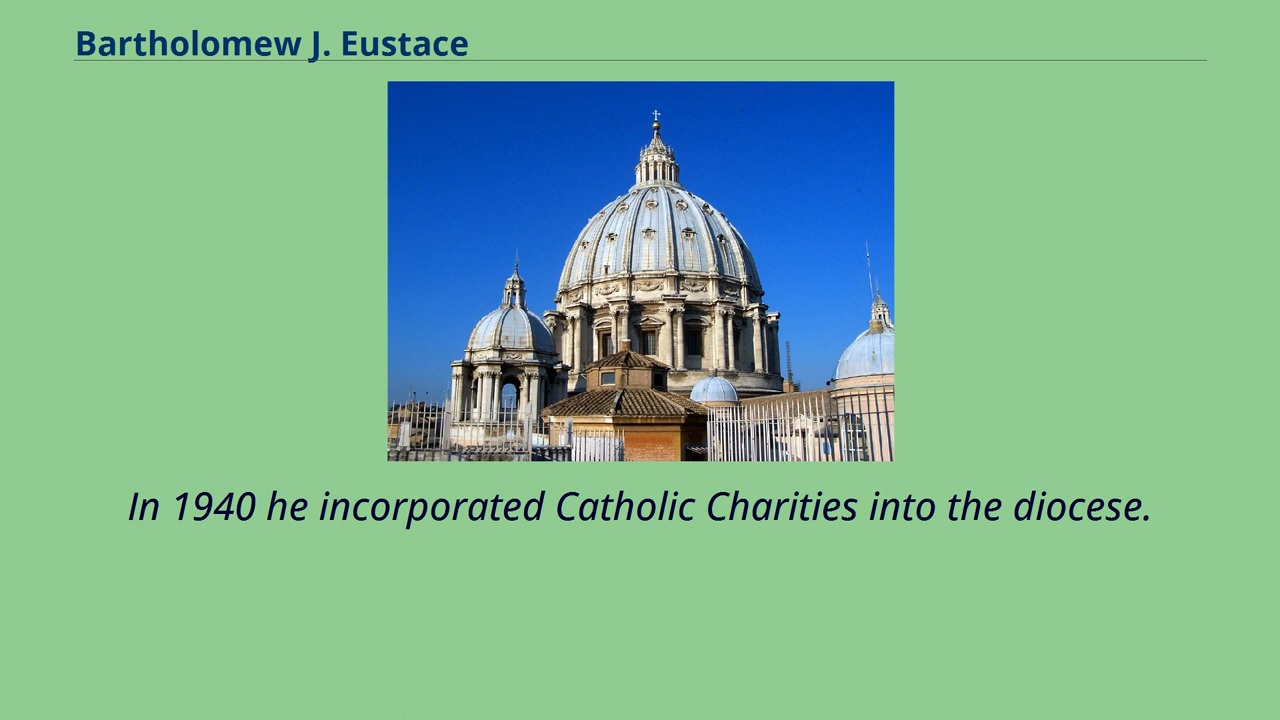 Bartholomew J. Eustace
In 1940 he incorporated Catholic Charities into the diocese.